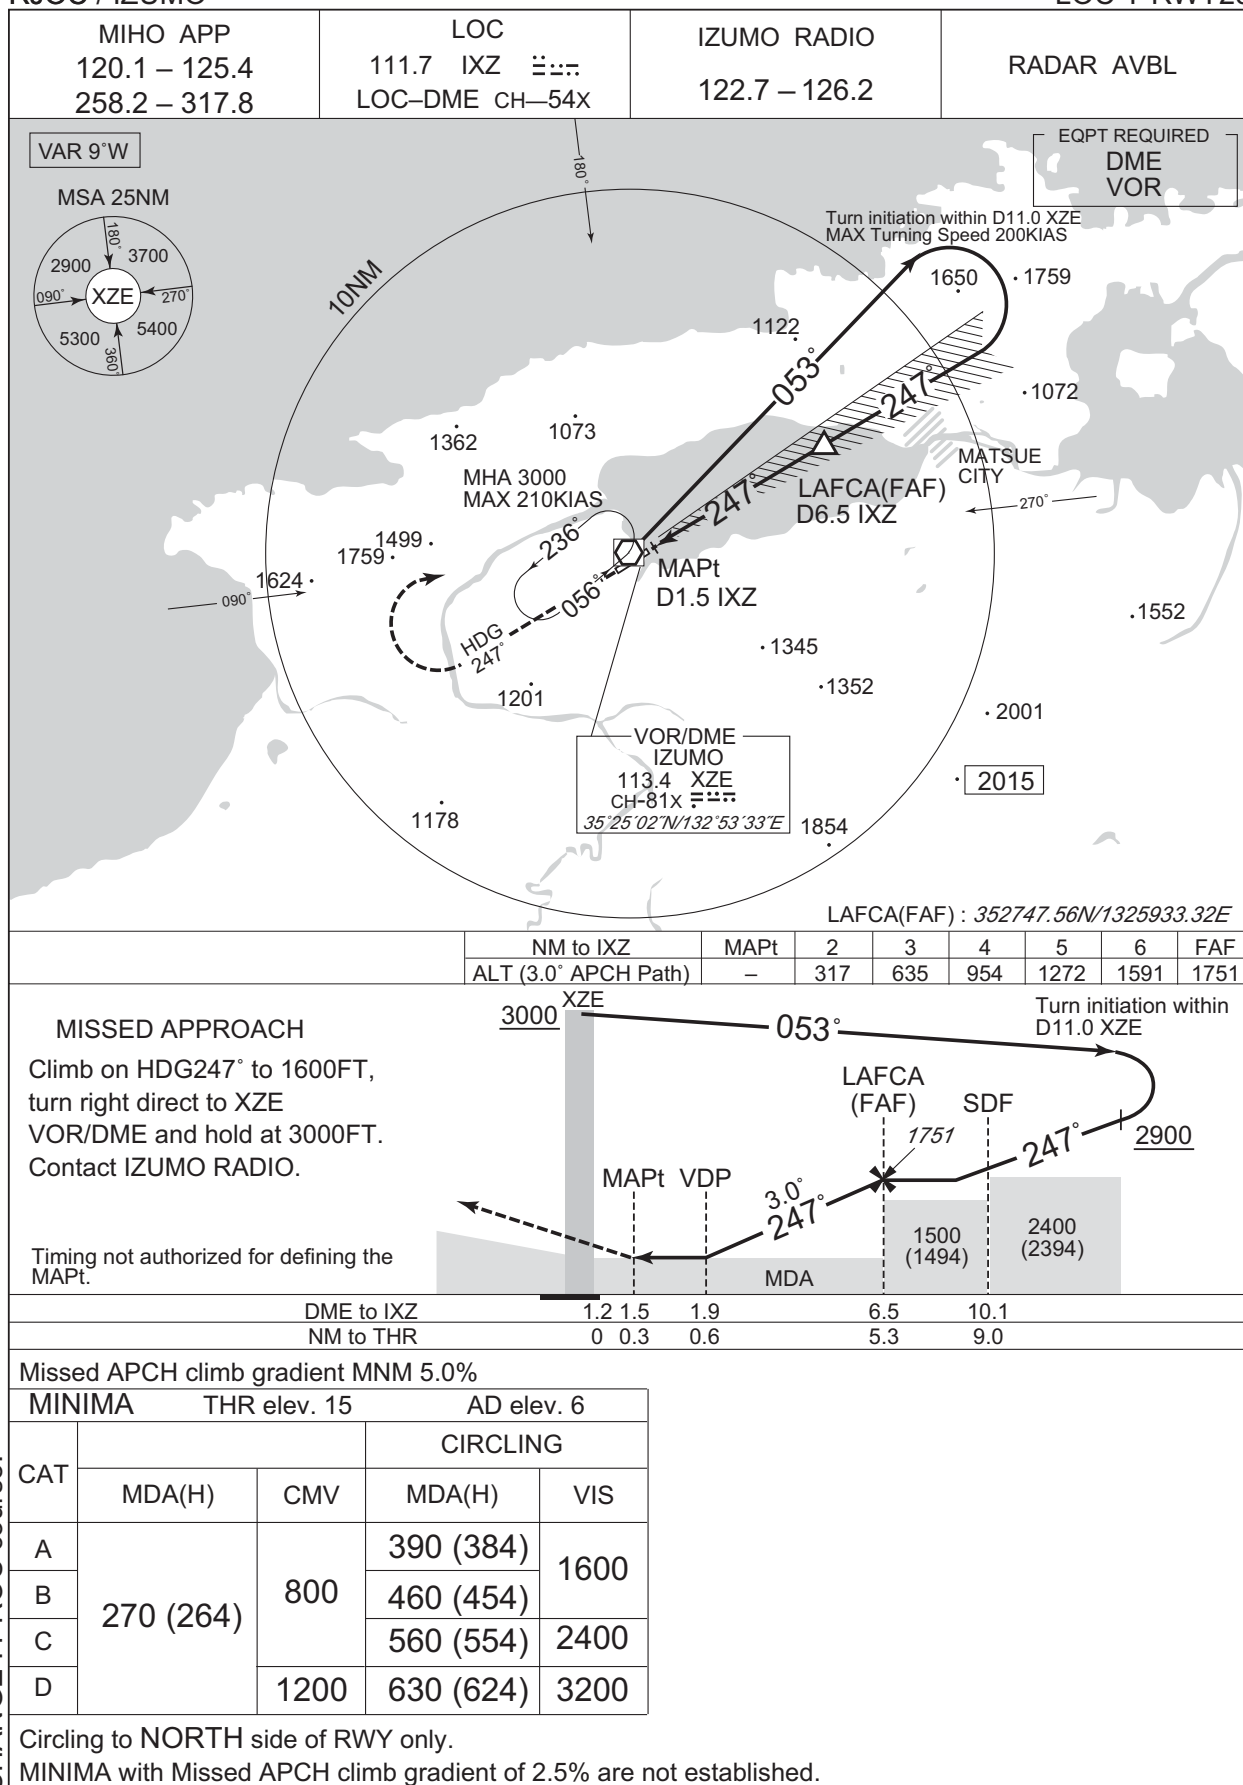 RJOC / IZUMO
MIHO APP
120.1 – 125.4
258.2 – 317.8
LOC
111.7 IXZ
LOC–DME CH—54X
IZUMO RADIO
122.7 – 126.2
RADAR AVBL
VAR 9°W
MSA 25NM
180°
2900
3700
090°
XZE
270°
5300
5400
360°
EQPT REQUIRED
DME
VOR
180°
10NM
Turn initiation within D11.0 XZE
MAX Turning Speed 200KIAS
1650
1759
1122
053°
247°
1072
1362
1073
MHA 3000
MAX 210KIAS
MATSUE
CITY
LAFCA(FAF)
D6.5 IXZ
247°
270°
236°
1499
1759
1624
090°
MAPt
D1.5 IXZ
056°
1552
HDG
247°
1345
1352
1201
2001
VOR/DME
IZUMO
113.4 XZE
CH-81X
35°25´02˝N/132°53´33˝E
2015
1178
1854
LAFCA(FAF) : 352747.56N/1325933.32E
NM to IXZ MAPt 2 3 4 5 6 FAF
ALT (3.0° APCH Path) – 317 635 954 1272 1591 1751
MISSED APPROACH
Climb on HDG247° to 1600FT,
turn right direct to XZE
VOR/DME and hold at 3000FT.
Contact IZUMO RADIO.
Timing not authorized for defining the
MAPt.
XZE
3000
053°
Turn initiation within
D11.0 XZE
LAFCA
(FAF)
SDF
1751
247°
2900
MAPt VDP
3.0°
247°
1500
(1494)
2400
(2394)
MDA
DME to IXZ 1.2 1.5 1.9 6.5 10.1
NM to THR 0 0.3 0.6 5.3 9.0
Missed APCH climb gradient MNM 5.0%
MINIMA THR elev. 15 AD elev. 6
CAT
CIRCLING
MDA(H) CMV MDA(H) VIS
A 270 (264) 800 390 (384) 1600
B 460 (454)
C 560 (554) 2400
D 1200 630 (624) 3200
Circling to NORTH side of RWY only.
MINIMA with Missed APCH climb gradient of 2.5% are not established.